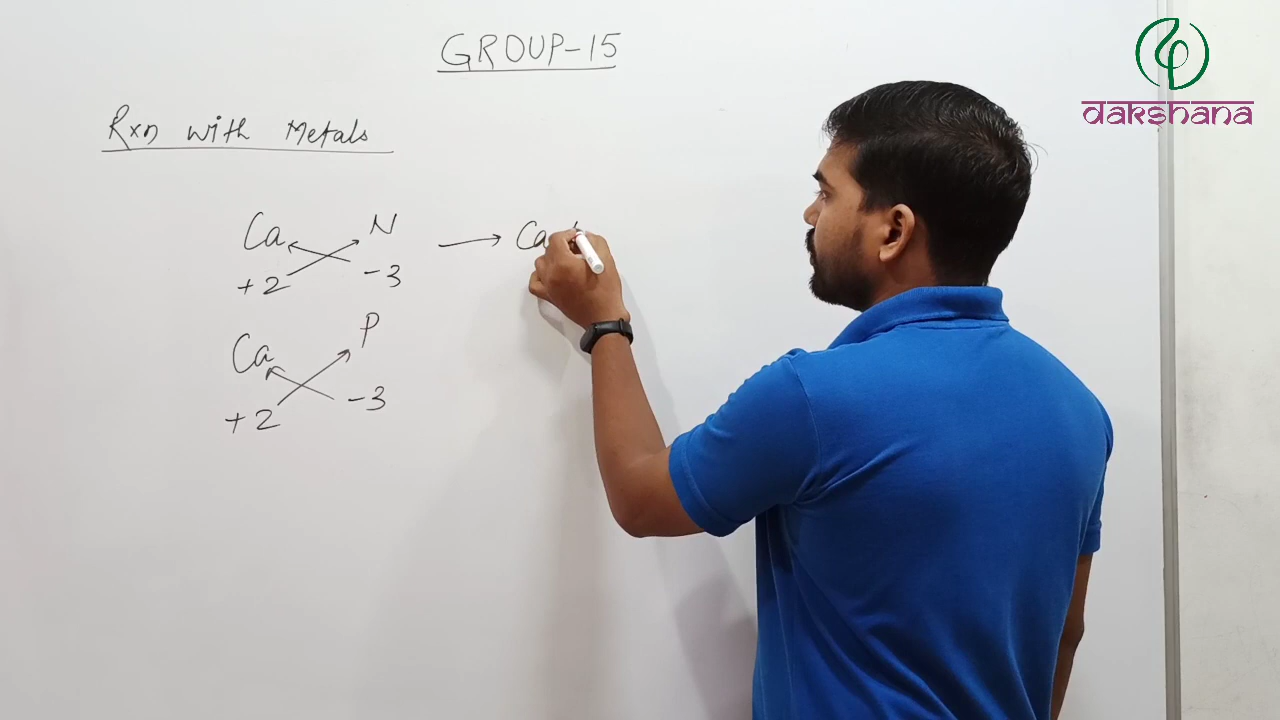 GROUP-15
dakshana
Rxn with Metals
Ca N → Ca
+2 -3
Ca P
+2 -3